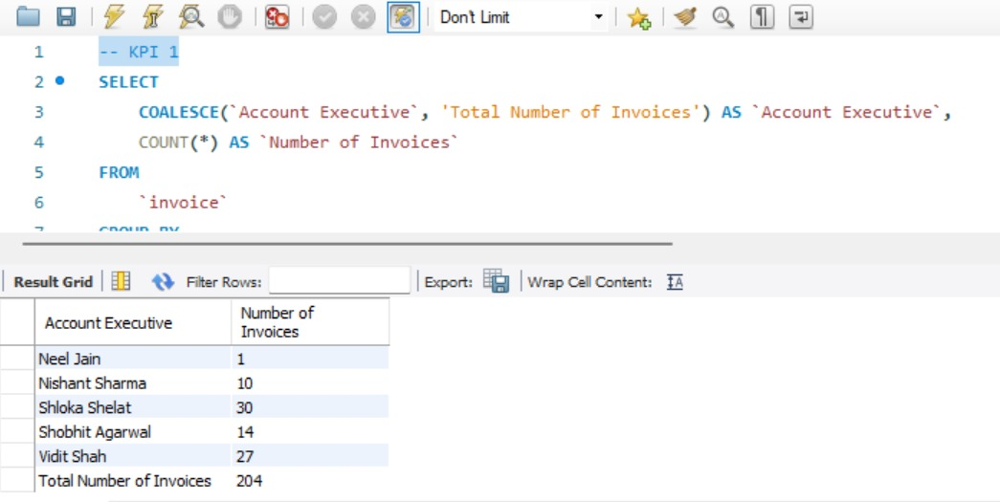 Don't Limit
1 -- KPI 1
2 SELECT
3 COALESCE(`Account Executive`, 'Total Number of Invoices') AS `Account Executive`,
4 COUNT(*) AS `Number of Invoices`
5 FROM
6 `invoice`
7 GROUP BY
Result Grid Filter Rows: Export: Wrap Cell Content: IA
Account Executive Number of
Invoices
Neel Jain 1
Nishant Sharma 10
Shloka Shelat 30
Shobhit Agarwal 14
Vidit Shah 27
Total Number of Invoices 204